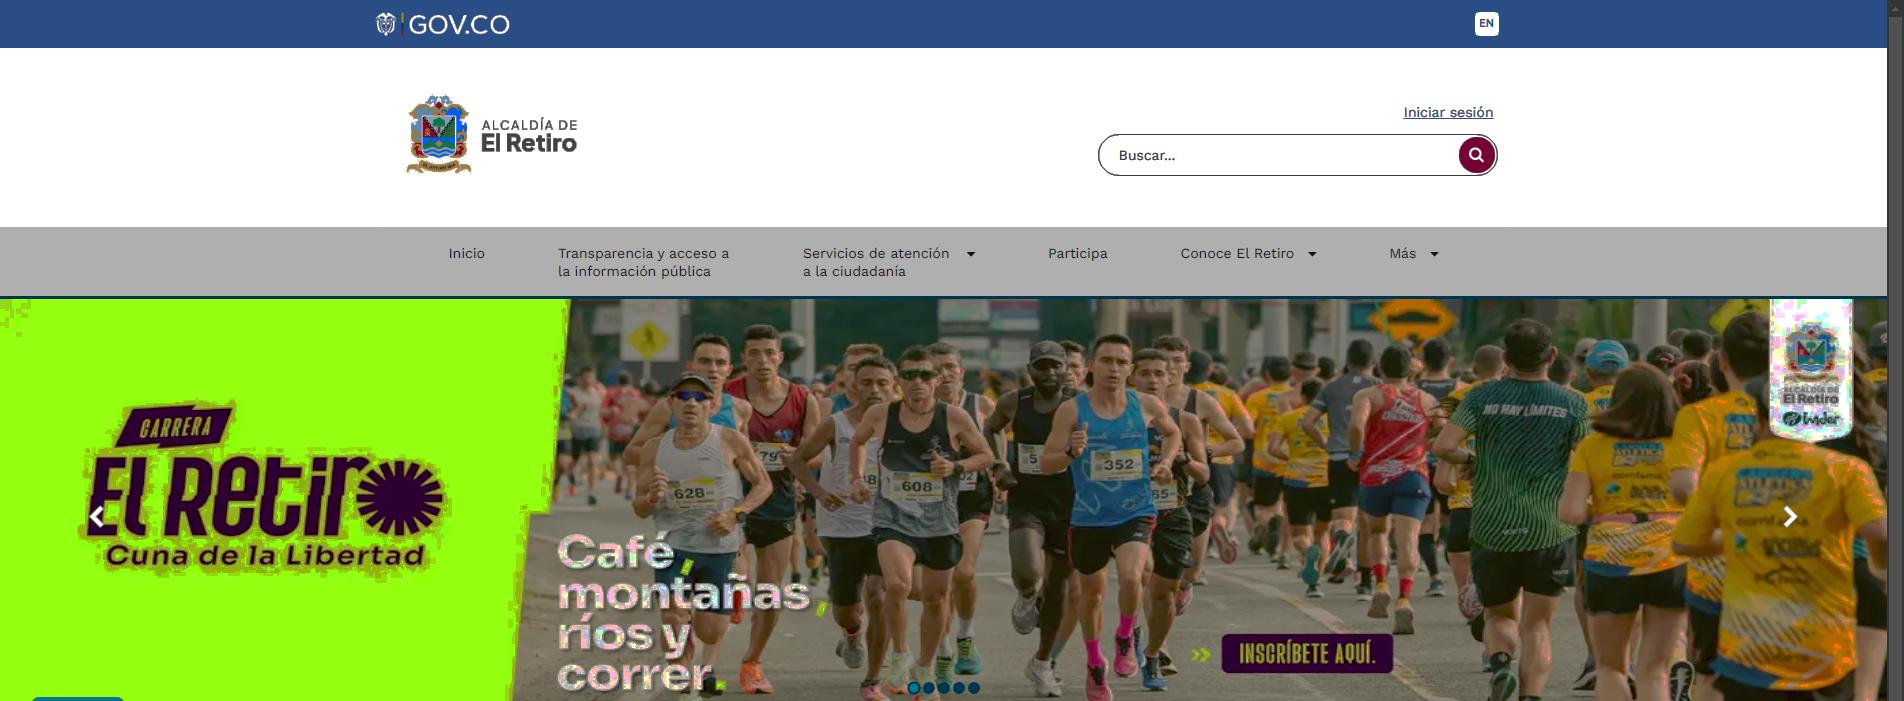 GOV.CO
EN
ALCALDÍA DE
El Retiro
Iniciar sesión
Buscar...
Inicio
Transparencia y acceso a
la información pública
Servicios de atención
a la ciudadanía
Participa
Conoce El Retiro
Más
CARRERA
El Retiro
Cuna de la Libertad
Café,
montañas,
ríos y
correr.
INSCRÍBETE AQUÍ.
628
608
352
NO HAY LÍMITES
ALCALDÍA DE
El Retiro
Inder